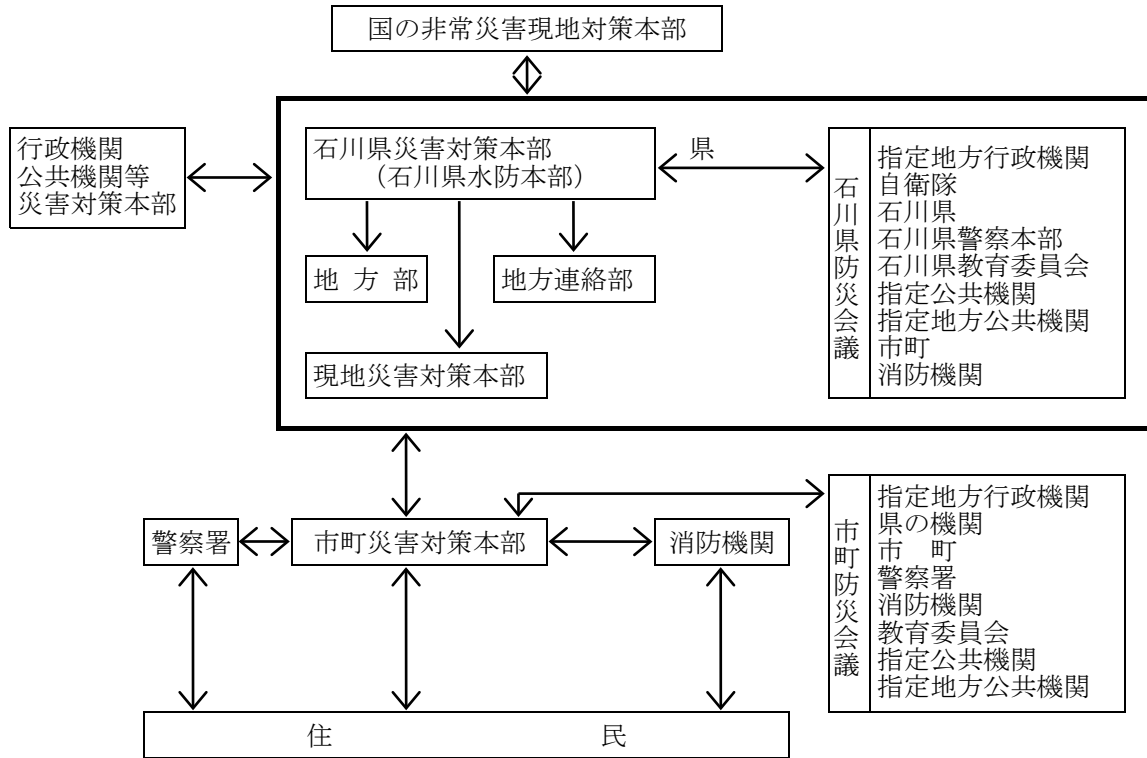 国の非常災害現地対策本部
行政機関
公共機関等
災害対策本部
石川県災害対策本部
（石川県水防本部）
県
地 方 部
地方連絡部
現地災害対策本部
石川県防災会議
指定地方行政機関
自衛隊
石川県
石川県警察本部
石川県教育委員会
指定公共機関
指定地方公共機関
市町
消防機関
警察署
市町災害対策本部
消防機関
市町防災会議
指定地方行政機関
県の機関
市　町
警察署
消防機関
教育委員会
指定公共機関
指定地方公共機関
住　民